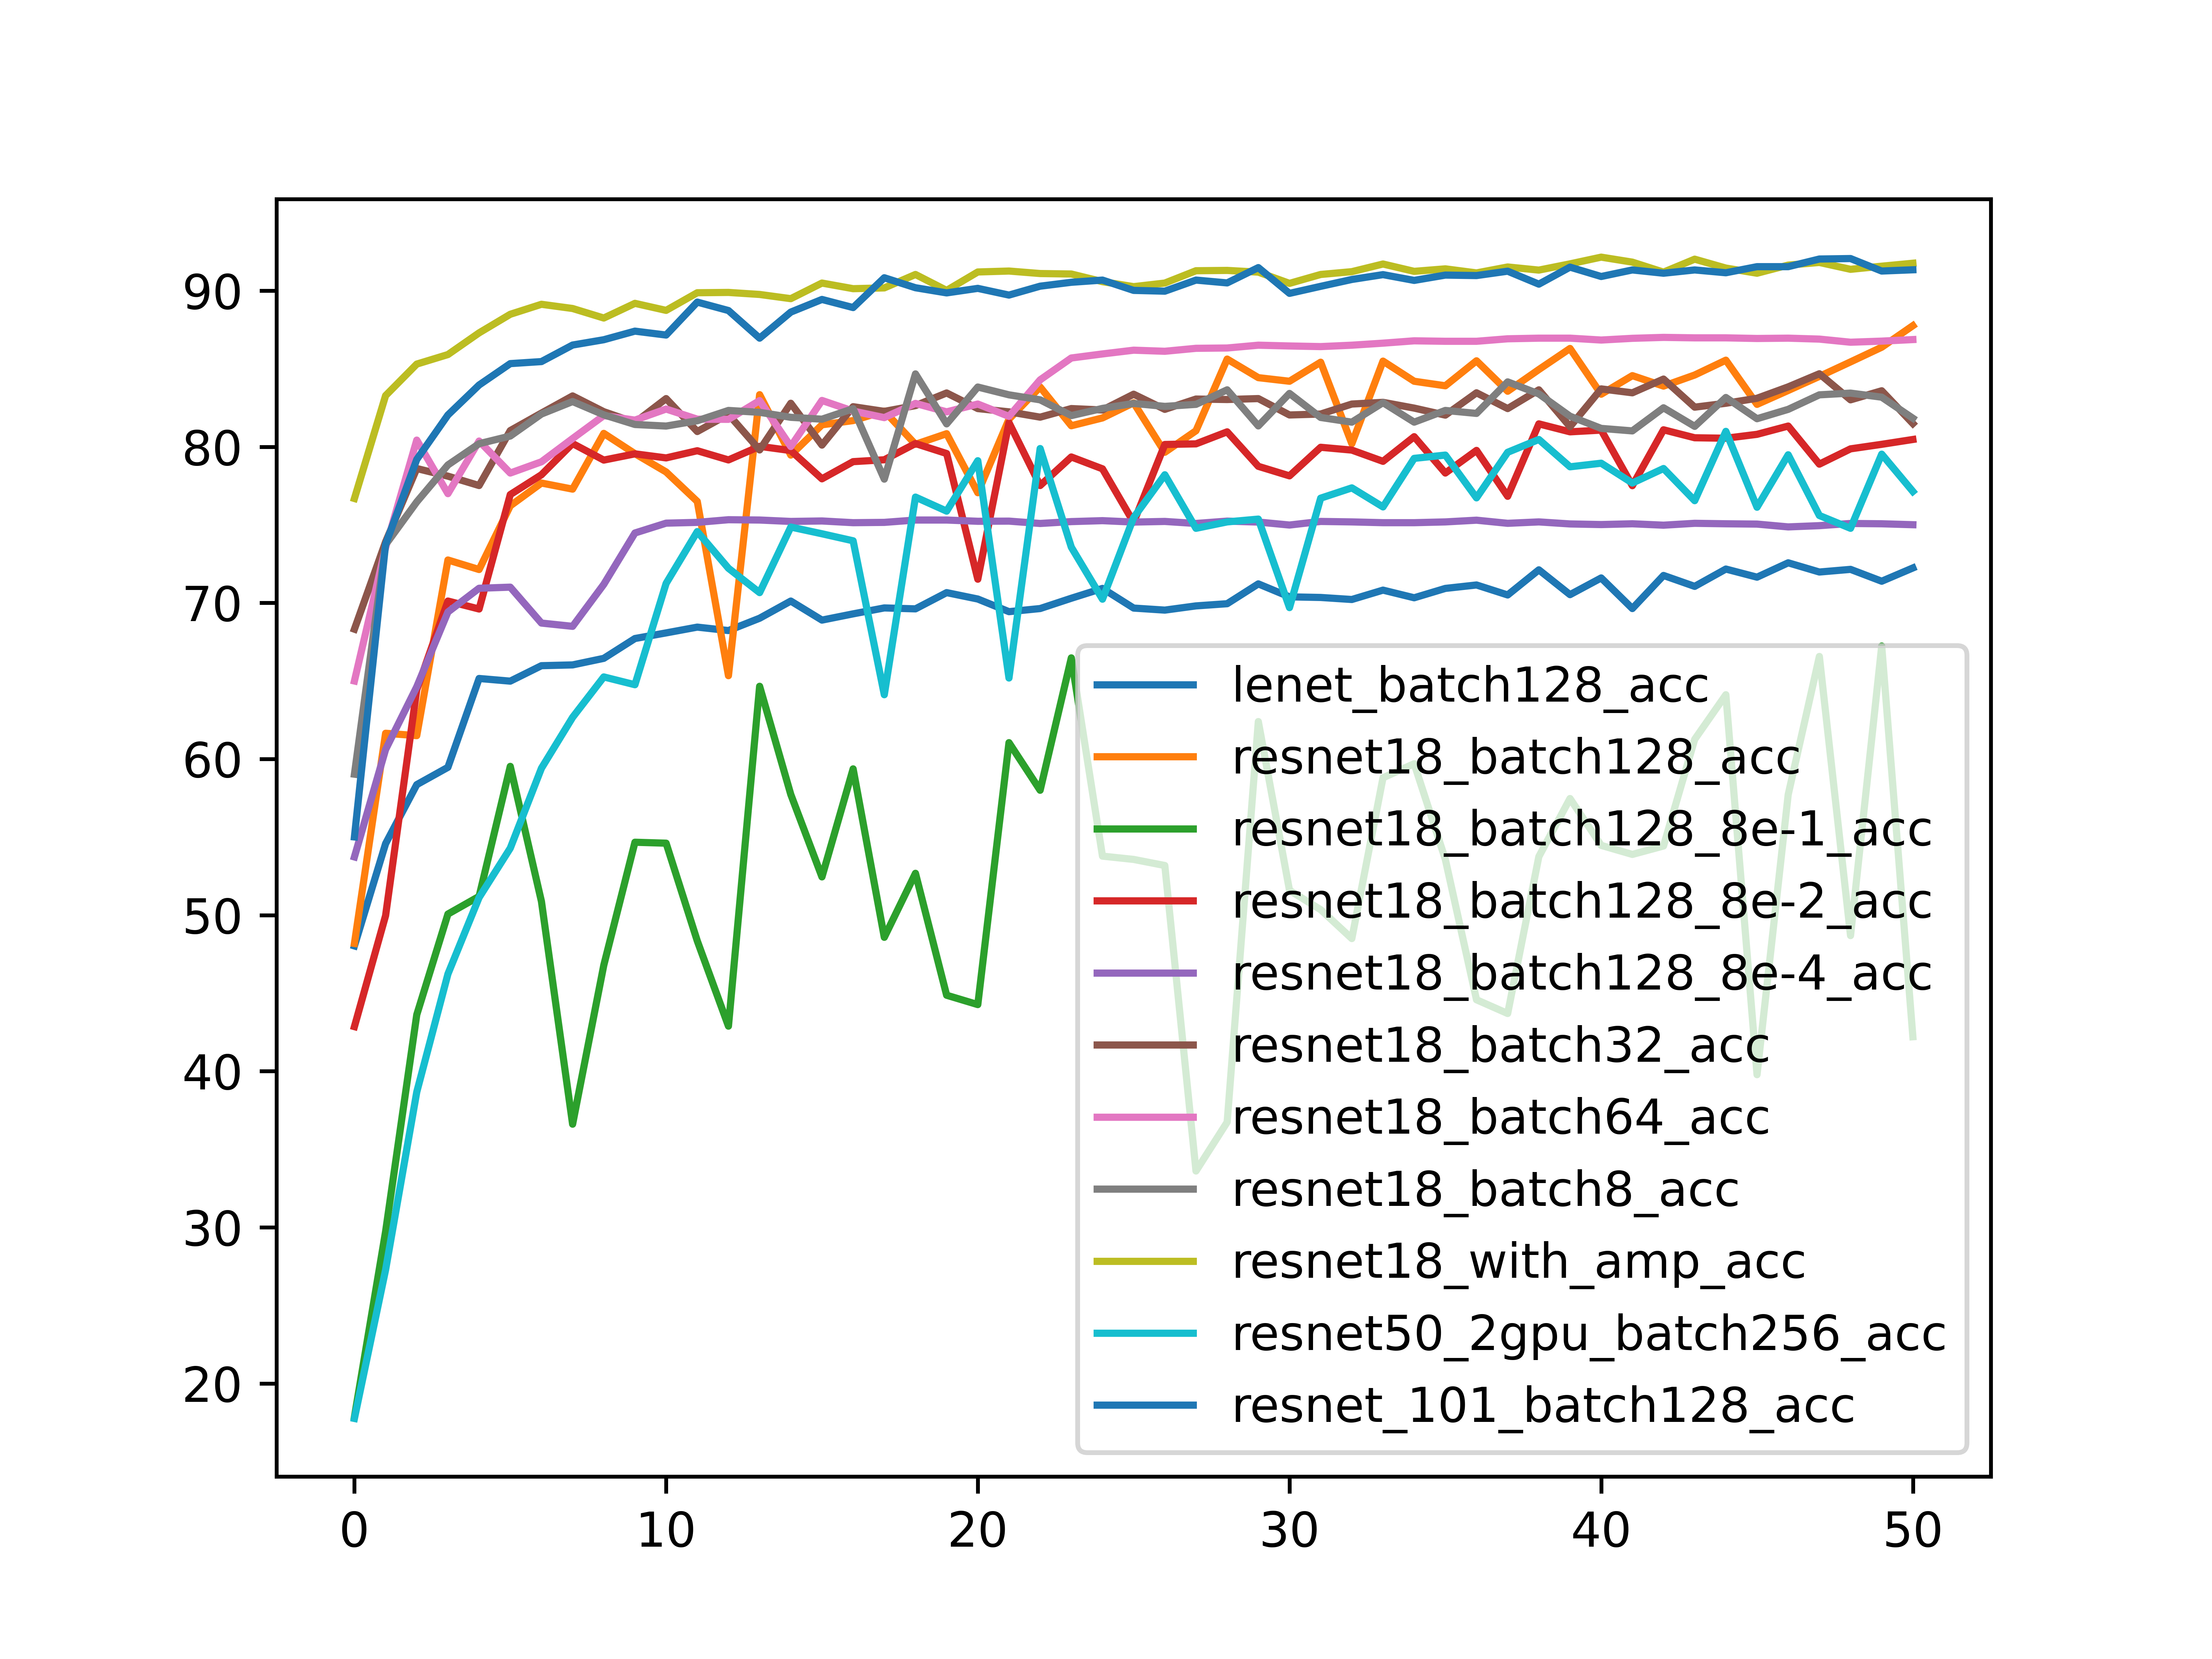 90
80
70
60
50
40
30
20
lenet_batch128_acc
resnet18_batch128_acc
resnet18_batch128_8e-1_acc
resnet18_batch128_8e-2_acc
resnet18_batch128_8e-4_acc
resnet18_batch32_acc
resnet18_batch64_acc
resnet18_batch8_acc
resnet18_with_amp_acc
resnet50_2gpu_batch256_acc
resnet_101_batch128_acc
0 10 20 30 40 50